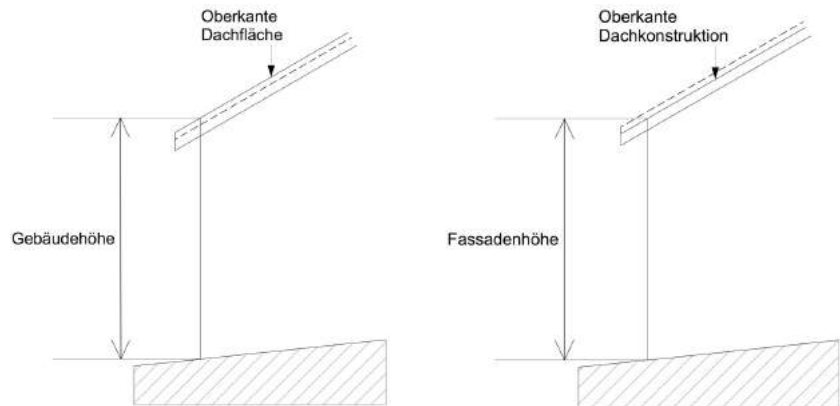 Oberkante
Dachfläche
Gebäudehöhe
Oberkante
Dachkonstruktion
Fassadenhöhe